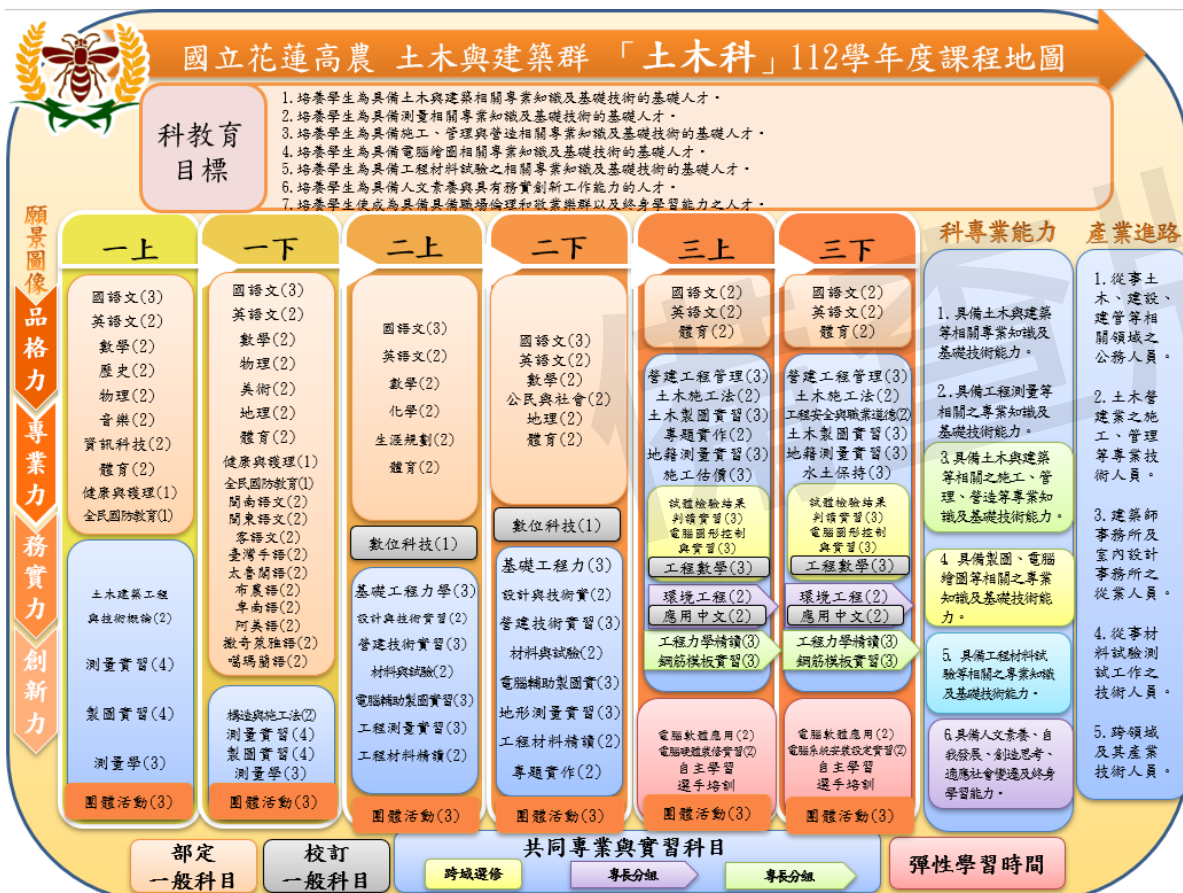 國立花蓮高農 土木與建築群 「土木科」112學年度課程地圖
科教育
目標
1.培養學生為具備土木與建築相關專業知識及基礎技術的基礎人才。
2.培養學生為具備測量相關專業知識及基礎技術的基礎人才。
3.培養學生為具備施工、管理與營造相關專業知識及基礎技術的基礎人才。
4.培養學生為具備電腦繪圖相關專業知識及基礎技術的基礎人才。
5.培養學生為具備工程材料試驗之相關專業知識及基礎技術的基礎人才。
6.培養學生為具備人文素養與具有務實創新工作能力的人才。
7.培養學生使成為具備具備職場倫理和敬業樂群以及終身學習能力之人才。
願景圖像
品格力
專業力
務實力
創新力
一上
國語文(3)
英語文(2)
數學(2)
歷史(2)
物理(2)
音樂(2)
資訊科技(2)
體育(2)
健康與護理(1)
全民國防教育(1)
土木建築工程
與技術概論(2)
測量實習(4)
製圖實習(4)
測量學(3)
團體活動(3)
一下
國語文(3)
英語文(2)
數學(2)
物理(2)
美術(2)
地理(2)
體育(2)
健康與護理(1)
全民國防教育(1)
閩南語文(2)
閩東語文(2)
客語文(2)
臺灣手語(2)
太魯閣語(2)
布農語(2)
卑南語(2)
阿美語(2)
撒奇萊雅語(2)
噶瑪蘭語(2)
構造與施工法(2)
測量實習(4)
製圖實習(4)
測量學(3)
團體活動(3)
二上
國語文(3)
英語文(2)
數學(2)
化學(2)
生涯規劃(2)
體育(2)
數位科技(1)
基礎工程力學(3)
設計與技術實習(2)
營建技術實習(3)
材料與試驗(2)
電腦輔助製圖實習(3)
工程測量實習(3)
工程材料精讀(2)
團體活動(3)
二下
國語文(3)
英語文(2)
數學(2)
公民與社會(2)
地理(2)
體育(2)
數位科技(1)
基礎工程力(3)
設計與技術實(2)
營建技術實習(3)
材料與試驗(2)
電腦輔助製圖實(3)
地形測量實習(3)
工程材料精讀(2)
專題實作(2)
團體活動(3)
三上
國語文(2)
英語文(2)
體育(2)
營建工程管理(3)
土木施工法(2)
土木製圖實習(3)
專題實作(2)
地籍測量實習(3)
施工估價(3)
試體檢驗結果
判讀實習(3)
電腦圖形控制
與實習(3)
工程數學(3)
環境工程(2)
應用中文(2)
工程力學精讀(3)
鋼筋模板實習(3)
電腦軟體應用(2)
電腦硬體裝修實習(2)
自主學習
選手培訓
團體活動(3)
三下
國語文(2)
英語文(2)
體育(2)
營建工程管理(3)
土木施工法(2)
工程安全與職業道德(2)
土木製圖實習(3)
地籍測量實習(3)
水土保持(3)
試體檢驗結果
判讀實習(3)
電腦圖形控制
與實習(3)
工程數學(3)
環境工程(2)
應用中文(2)
工程力學精讀(3)
鋼筋模板實習(3)
電腦軟體應用(2)
電腦系統安裝設定實習(2)
自主學習
選手培訓
團體活動(3)
科專業能力
1.具備土木與建築
等相關專業知識及
基礎技術能力。
2.具備工程測量等
相關之專業知識及
基礎技術能力。
3.具備土木與建築
等相關之施工、管
理、營造等專業知
識及基礎技術能力。
4.具備製圖、電腦
繪圖等相關之專業
知識及基礎技術能
力。
5.具備工程材料試
驗等相關之專業知識
及基礎技術能力。
6.具備人文素養、自
我發展、創造思考、
適應社會變遷及終身
學習能力。
產業進路
1.從事土
木、建設、
建管等相
關領域之
公務人員。
2.土木營
建業之施
工、管理
等專業技
術人員。
3.建築師
事務所及
室內設計
事務所之
從業人員。
4.從事材
料試驗測
試工作之
技術人員。
5.跨領域
及其產業
技術人員。
部定
一般科目
校訂
一般科目
共同專業與實習科目
跨域選修
專長分組
專長分組
彈性學習時間
備查